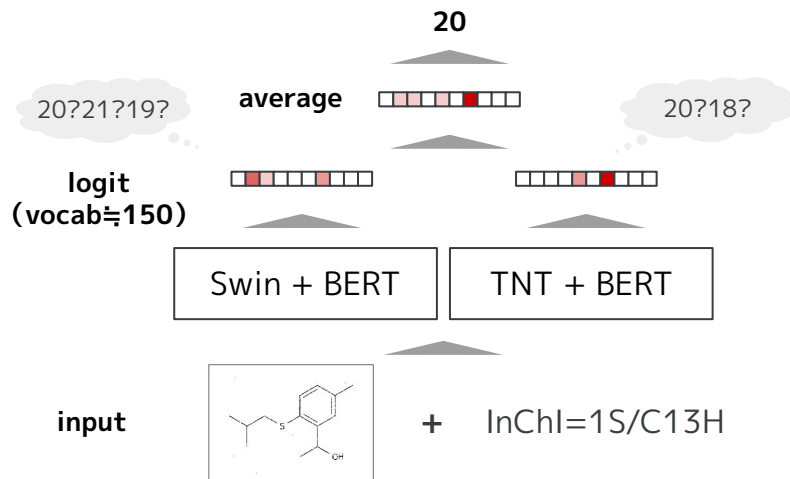 20
average
20?21?19?
20?18?
logit
(vocab≒150)
Swin + BERT
TNT + BERT
input
S
OH
+
InChI=1S/C13H